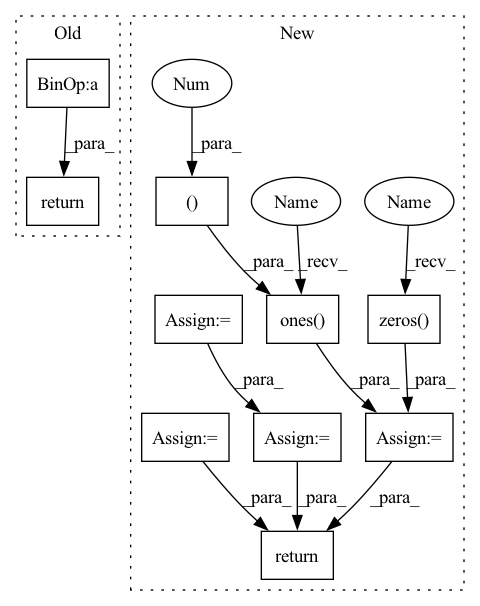 Old
New
BinOp:a
Num
_para_
_para_
return
()
Name
Name
_para_
_recv_
_recv_
Assign:=
ones()
zeros()
_para_
_para_
_para_
Assign:=
Assign:=
Assign:=
_para_
_para_
_para_
return